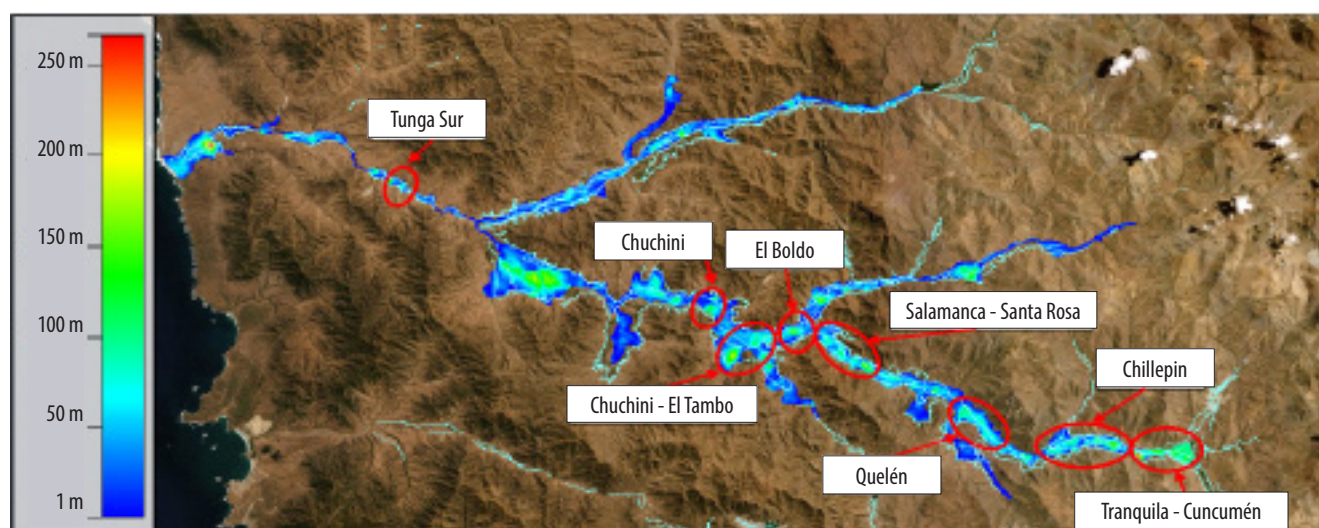 250 m
200 m
150 m
100 m
50 m
1 m
Tunga Sur
Chuchini
El Boldo
Salamanca - Santa Rosa
Chillepin
Chuchini - El Tambo
Quelén
Tranquila - Cuncumén